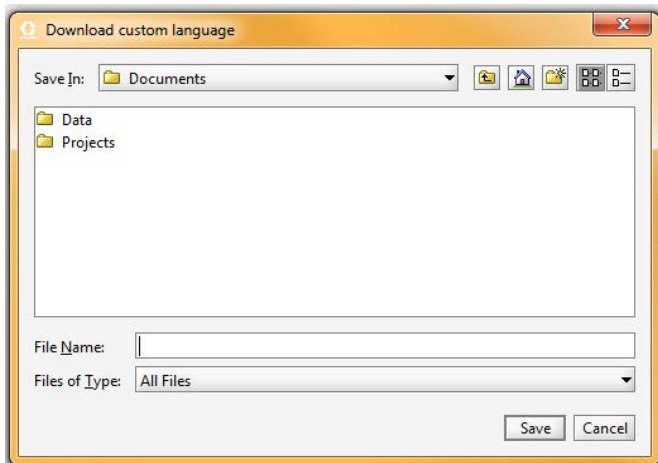 Download custom language
Save In: Documents
Data
Projects
File Name:
Files of Type: All Files
Save Cancel